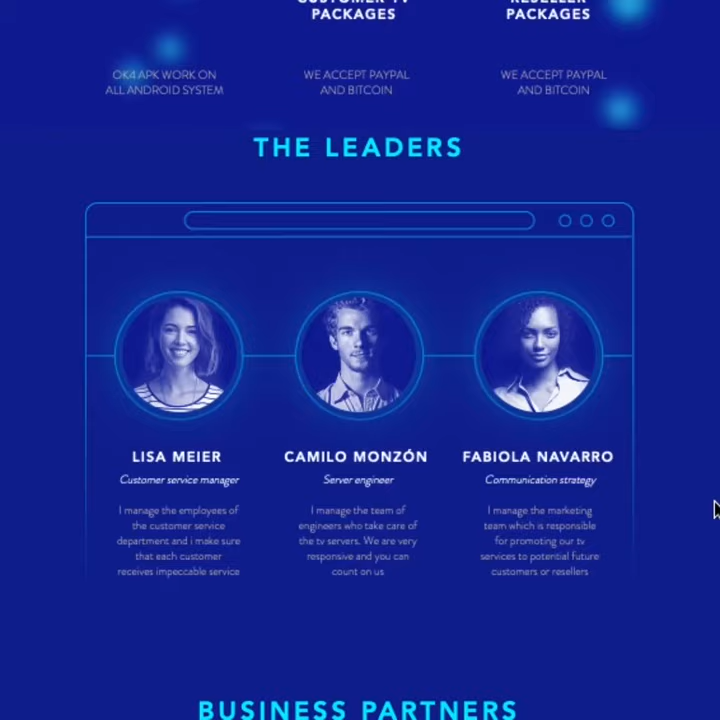 CUSTOMER TV
PACKAGES
RESELLER
PACKAGES
OK4 APK WORK ON
ALL ANDROID SYSTEM
WE ACCEPT PAYPAL
AND BITCOIN
WE ACCEPT PAYPAL
AND BITCOIN
THE LEADERS
LISA MEIER
Customer service manager
I manage the employees of
the customer service
department and i make sure
that each customer
receives impeccable service
CAMILO MONZÓN
Server engineer
I manage the team of
engineers who take care of
the tv servers. We are very
responsive and you can
count on us
FABIOLA NAVARRO
Communication strategy
I manage the marketing
team which is responsible
for promoting our tv
services to potential future
customers or resellers
BUSINESS PARTNERS